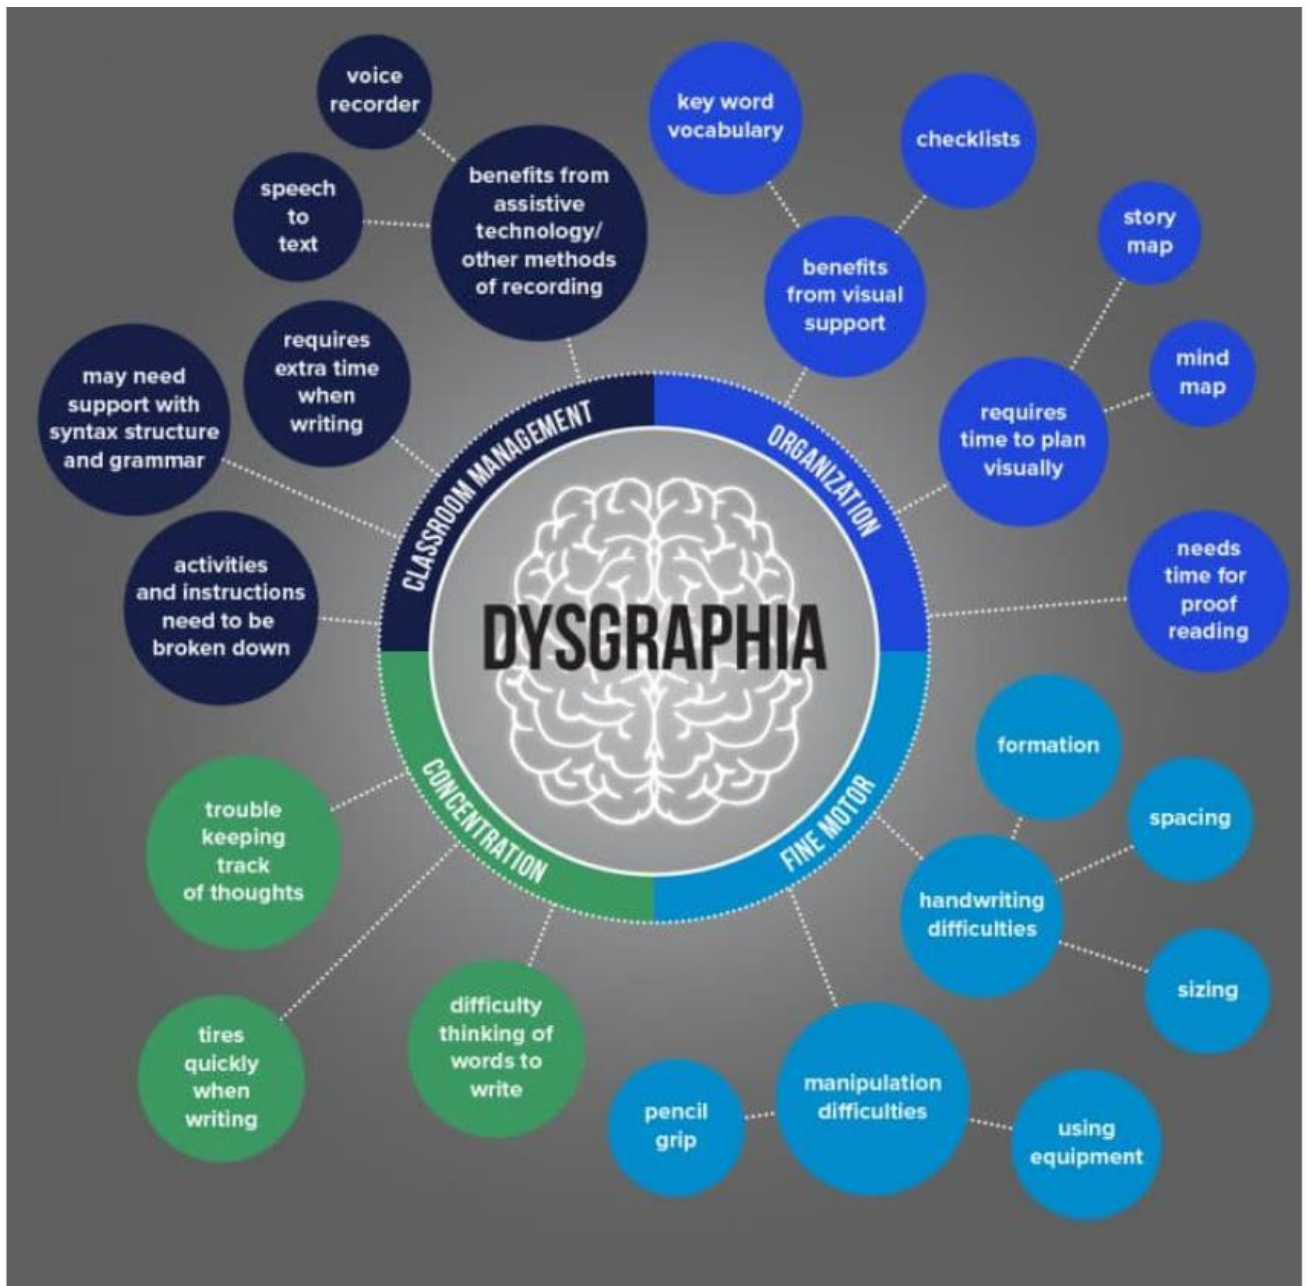 DYSGRAPHIA
CLASSROOM MANAGEMENT
benefits from
assistive
technology/
other methods
of recording
voice
recorder
speech
to
text
requires
extra time
when
writing
may need
support with
syntax structure
and grammar
activities
and instructions
need to be
broken down
ORGANIZATION
benefits
from visual
support
key word
vocabulary
checklists
requires
time to plan
visually
story
map
mind
map
needs
time for
proof
reading
FINE MOTOR
handwriting
difficulties
formation
spacing
sizing
manipulation
difficulties
pencil
grip
using
equipment
CONCENTRATION
trouble
keeping
track
of thoughts
tires
quickly
when
writing
difficulty
thinking of
words to
write